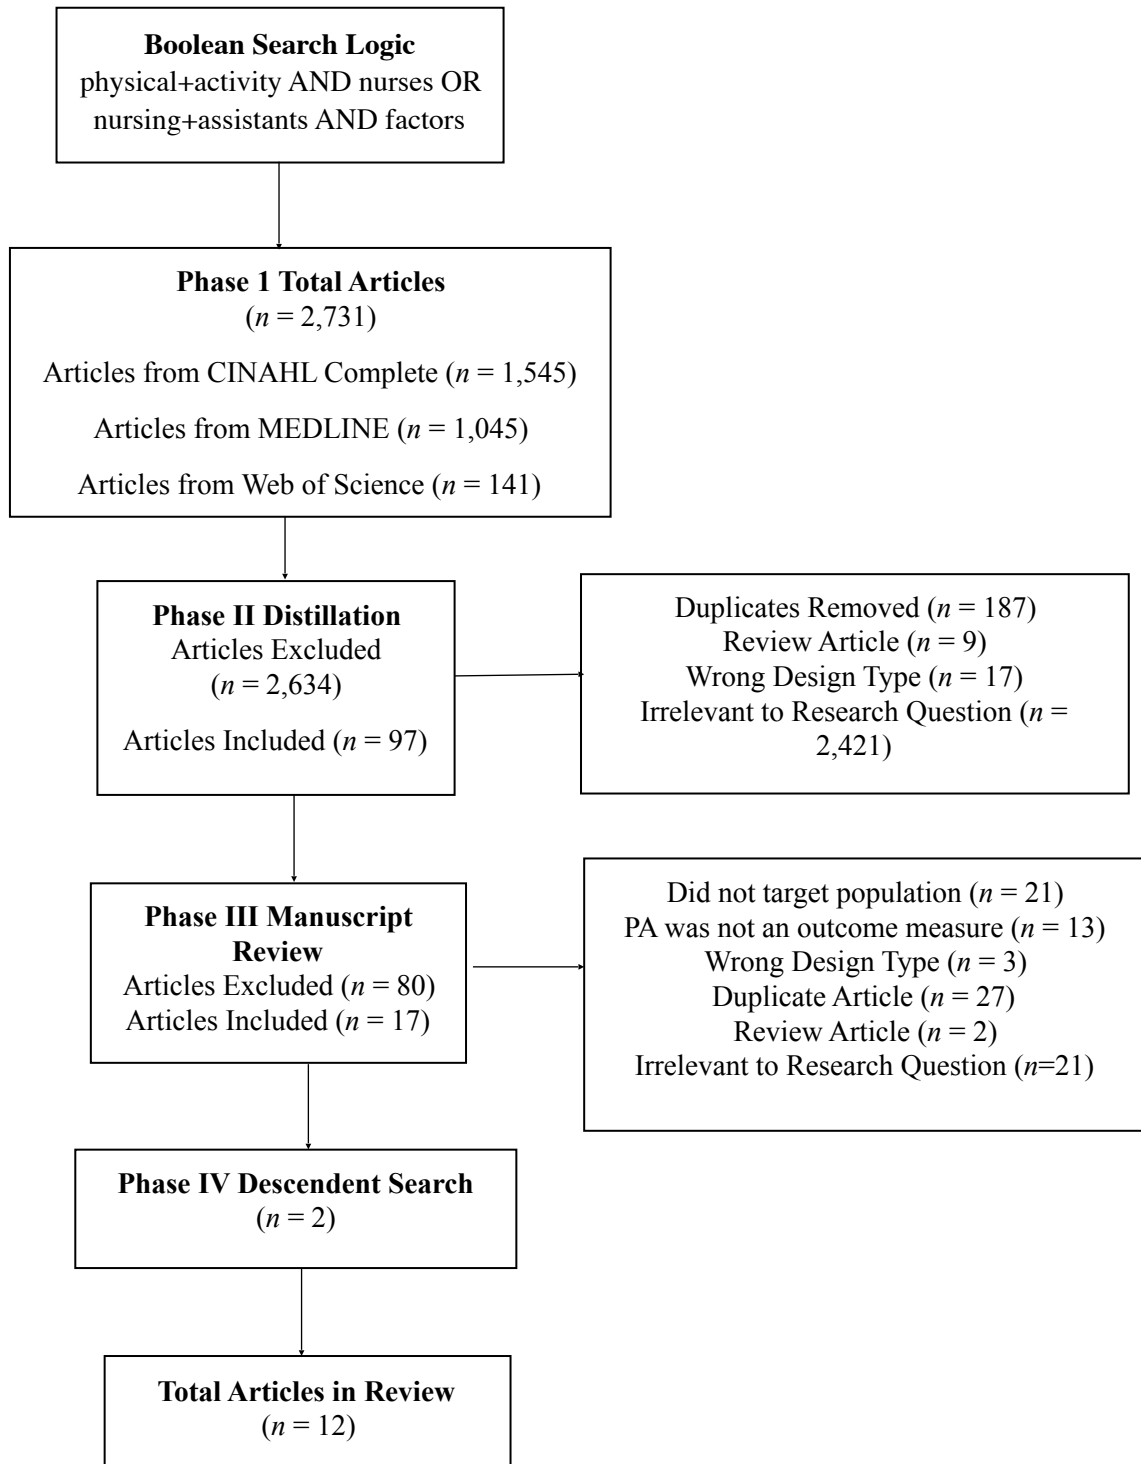 Boolean Search Logic
physical+activity AND nurses OR
nursing+assistants AND factors
Phase 1 Total Articles
(n = 2,731)
Articles from CINAHL Complete (n = 1,545)
Articles from MEDLINE (n = 1,045)
Articles from Web of Science (n = 141)
Phase II Distillation
Articles Excluded
(n = 2,634)
Articles Included (n = 97)
Duplicates Removed (n = 187)
Review Article (n = 9)
Wrong Design Type (n = 17)
Irrelevant to Research Question (n =
2,421)
Phase III Manuscript
Review
Articles Excluded (n = 80)
Articles Included (n = 17)
Did not target population (n = 21)
PA was not an outcome measure (n = 13)
Wrong Design Type (n = 3)
Duplicate Article (n = 27)
Review Article (n = 2)
Irrelevant to Research Question (n=21)
Phase IV Descendent Search
(n = 2)
Total Articles in Review
(n = 12)